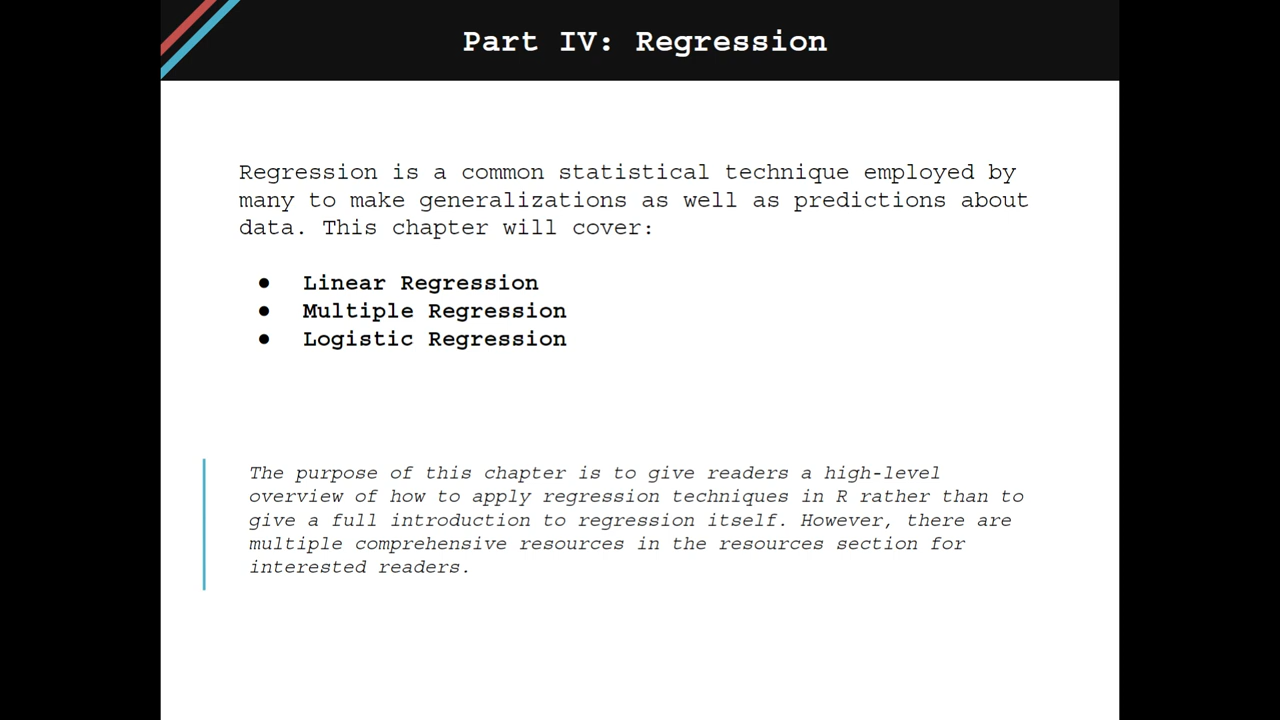 Part IV: Regression
Regression is a common statistical technique employed by
many to make generalizations as well as predictions about
data. This chapter will cover:
● Linear Regression
● Multiple Regression
● Logistic Regression
The purpose of this chapter is to give readers a high-level
overview of how to apply regression techniques in R rather than to
give a full introduction to regression itself. However, there are
multiple comprehensive resources in the resources section for
interested readers.